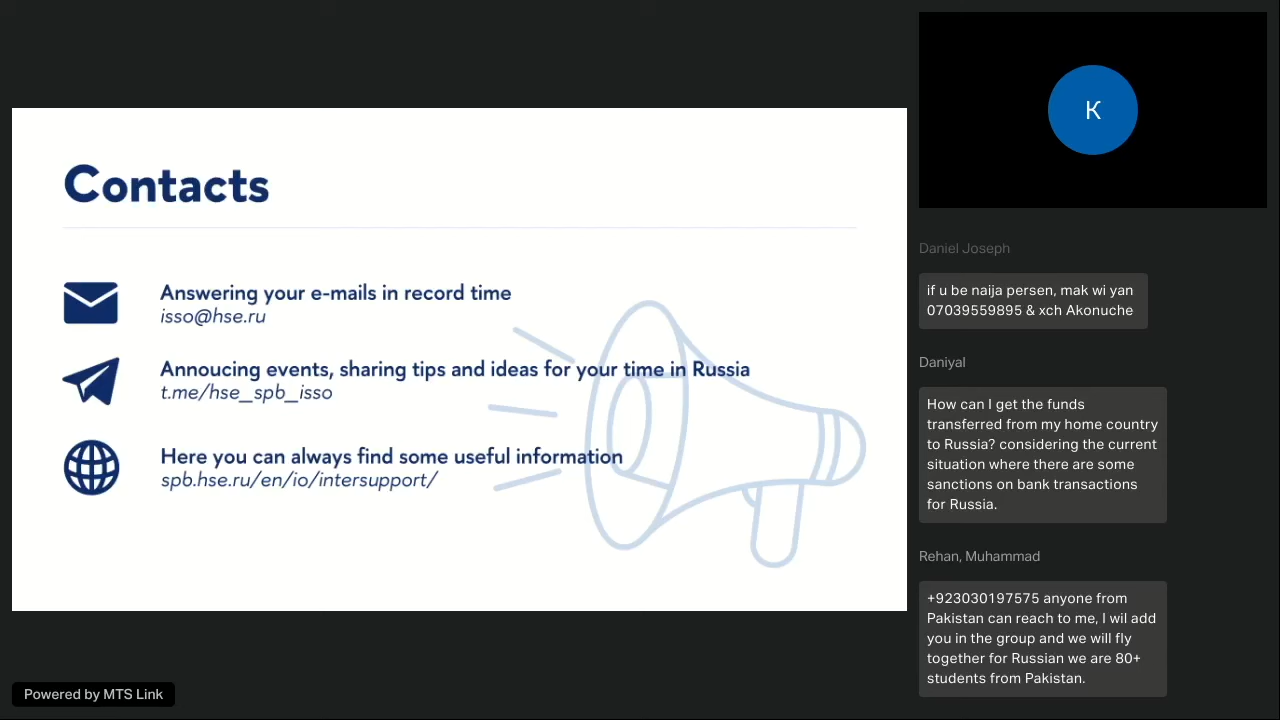 Contacts
Answering your e-mails in record time
isso@hse.ru
Annoucing events, sharing tips and ideas for your time in Russia
t.me/hse_spb_isso
Here you can always find some useful information
spb.hse.ru/en/io/intersupport/
Powered by MTS Link
K
Daniel Joseph
if u be naija persen, mak wi yan
07039559895 & xch Akonuche
Daniyal
How can I get the funds
transferred from my home country
to Russia? considering the current
situation where there are some
sanctions on bank transactions
for Russia.
Rehan, Muhammad
+923030197575 anyone from
Pakistan can reach to me, I wil add
you in the group and we will fly
together for Russian we are 80+
students from Pakistan.